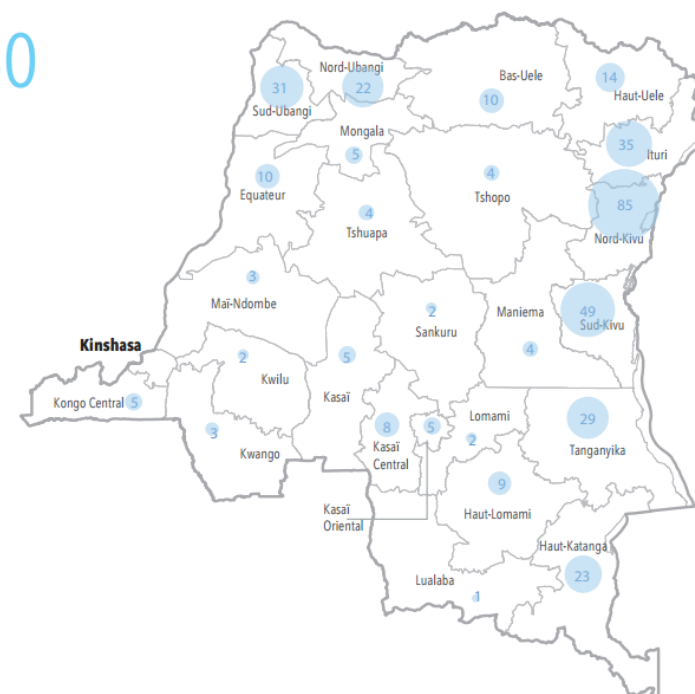 0
Nord-Ubangi
22
31
Sud-Ubangi
Bas-Uele
10
14
Haut-Uele
Mongala
5
35
Ituri
10
Equateur
4
Tshopo
85
Nord-Kivu
4
Tshuapa
3
Maï-Ndombe
2
Sankuru
Maniema
4
49
Sud-Kivu
Kinshasa
2
Kwilu
5
Kasaï
Kongo Central
5
3
Kwango
8
Kasaï
Central
5
Lomami
2
29
Tanganyika
9
Haut-Lomami
Kasaï
Oriental
Haut-Katanga
23
Lualaba
1